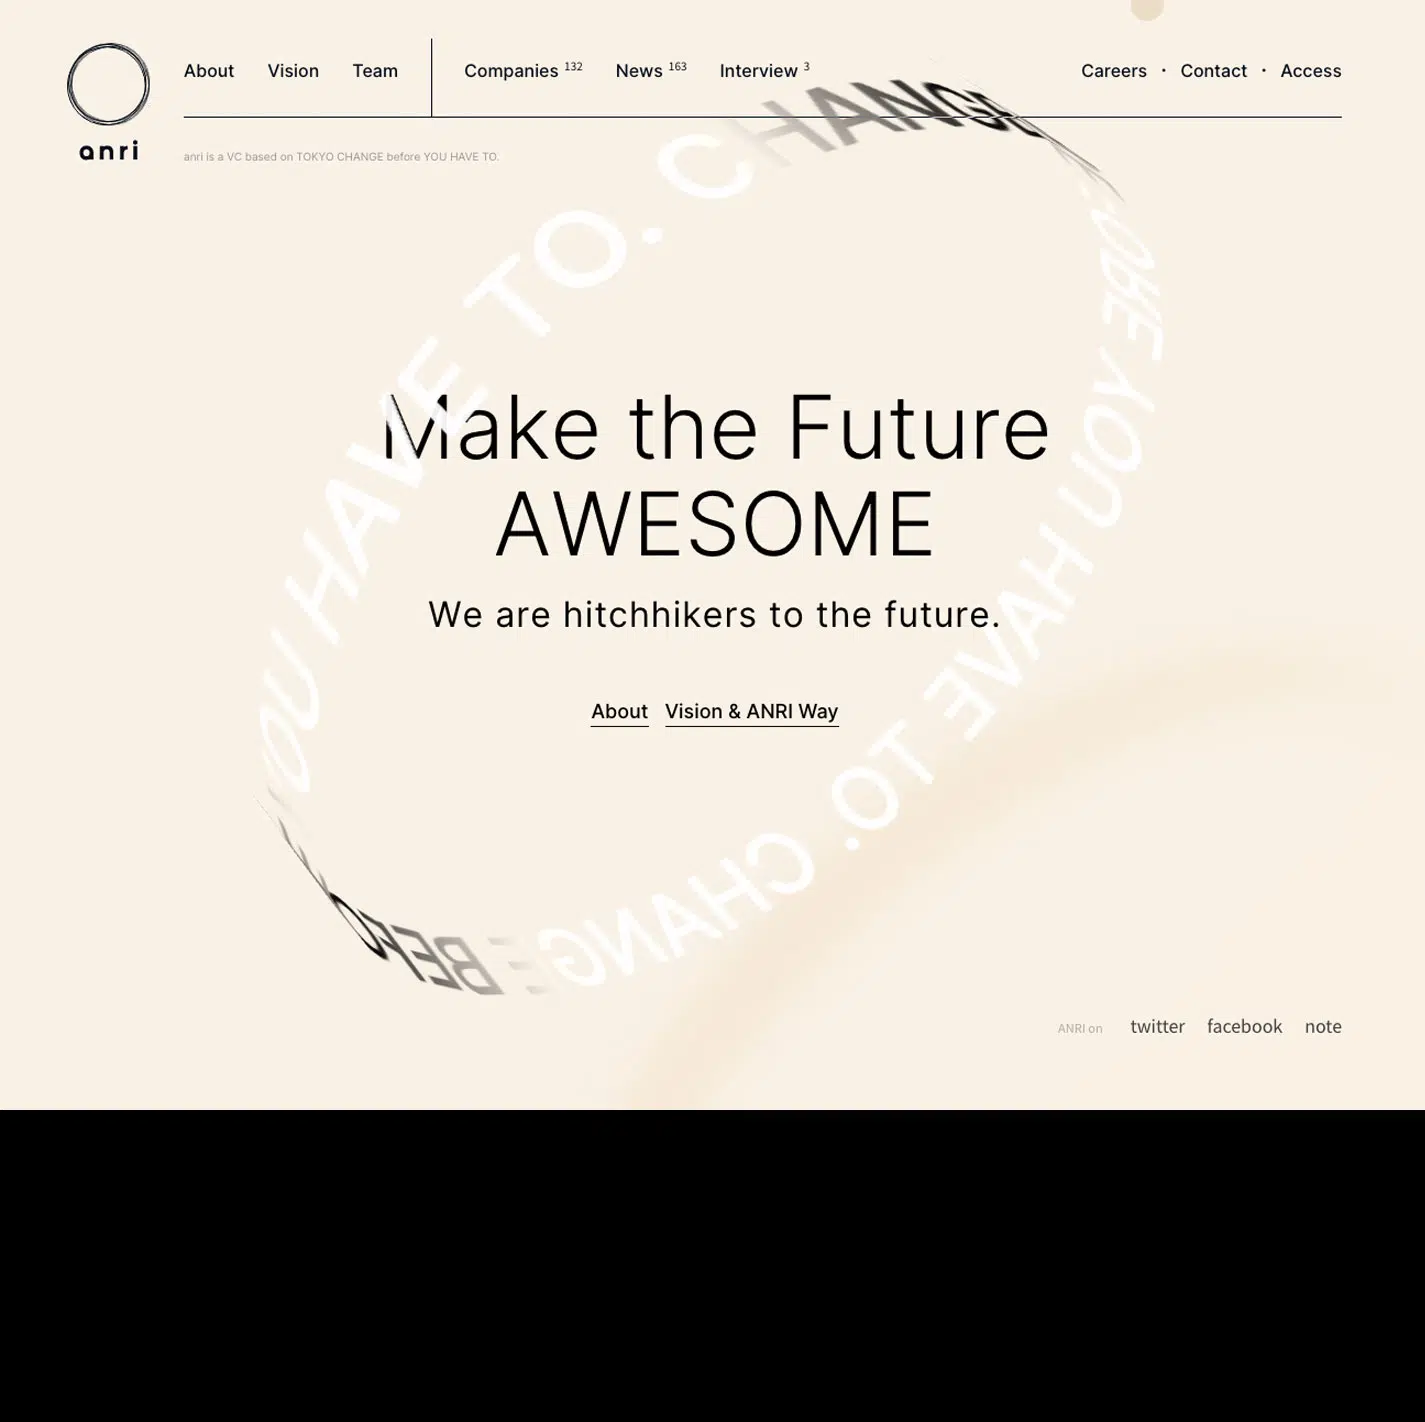 About Vision Team Companies 132 News 163 Interview 3 Careers · Contact · Access
anri
anri is a VC based on TOKYO CHANGE before YOU HAVE TO.
YOU HAVE TO. CHANGE
BEFORE YOU HAVE TO. CHANGE BEFO
Make the Future
AWESOME
We are hitchhikers to the future.
About Vision & ANRI Way
ANRI on twitter facebook note